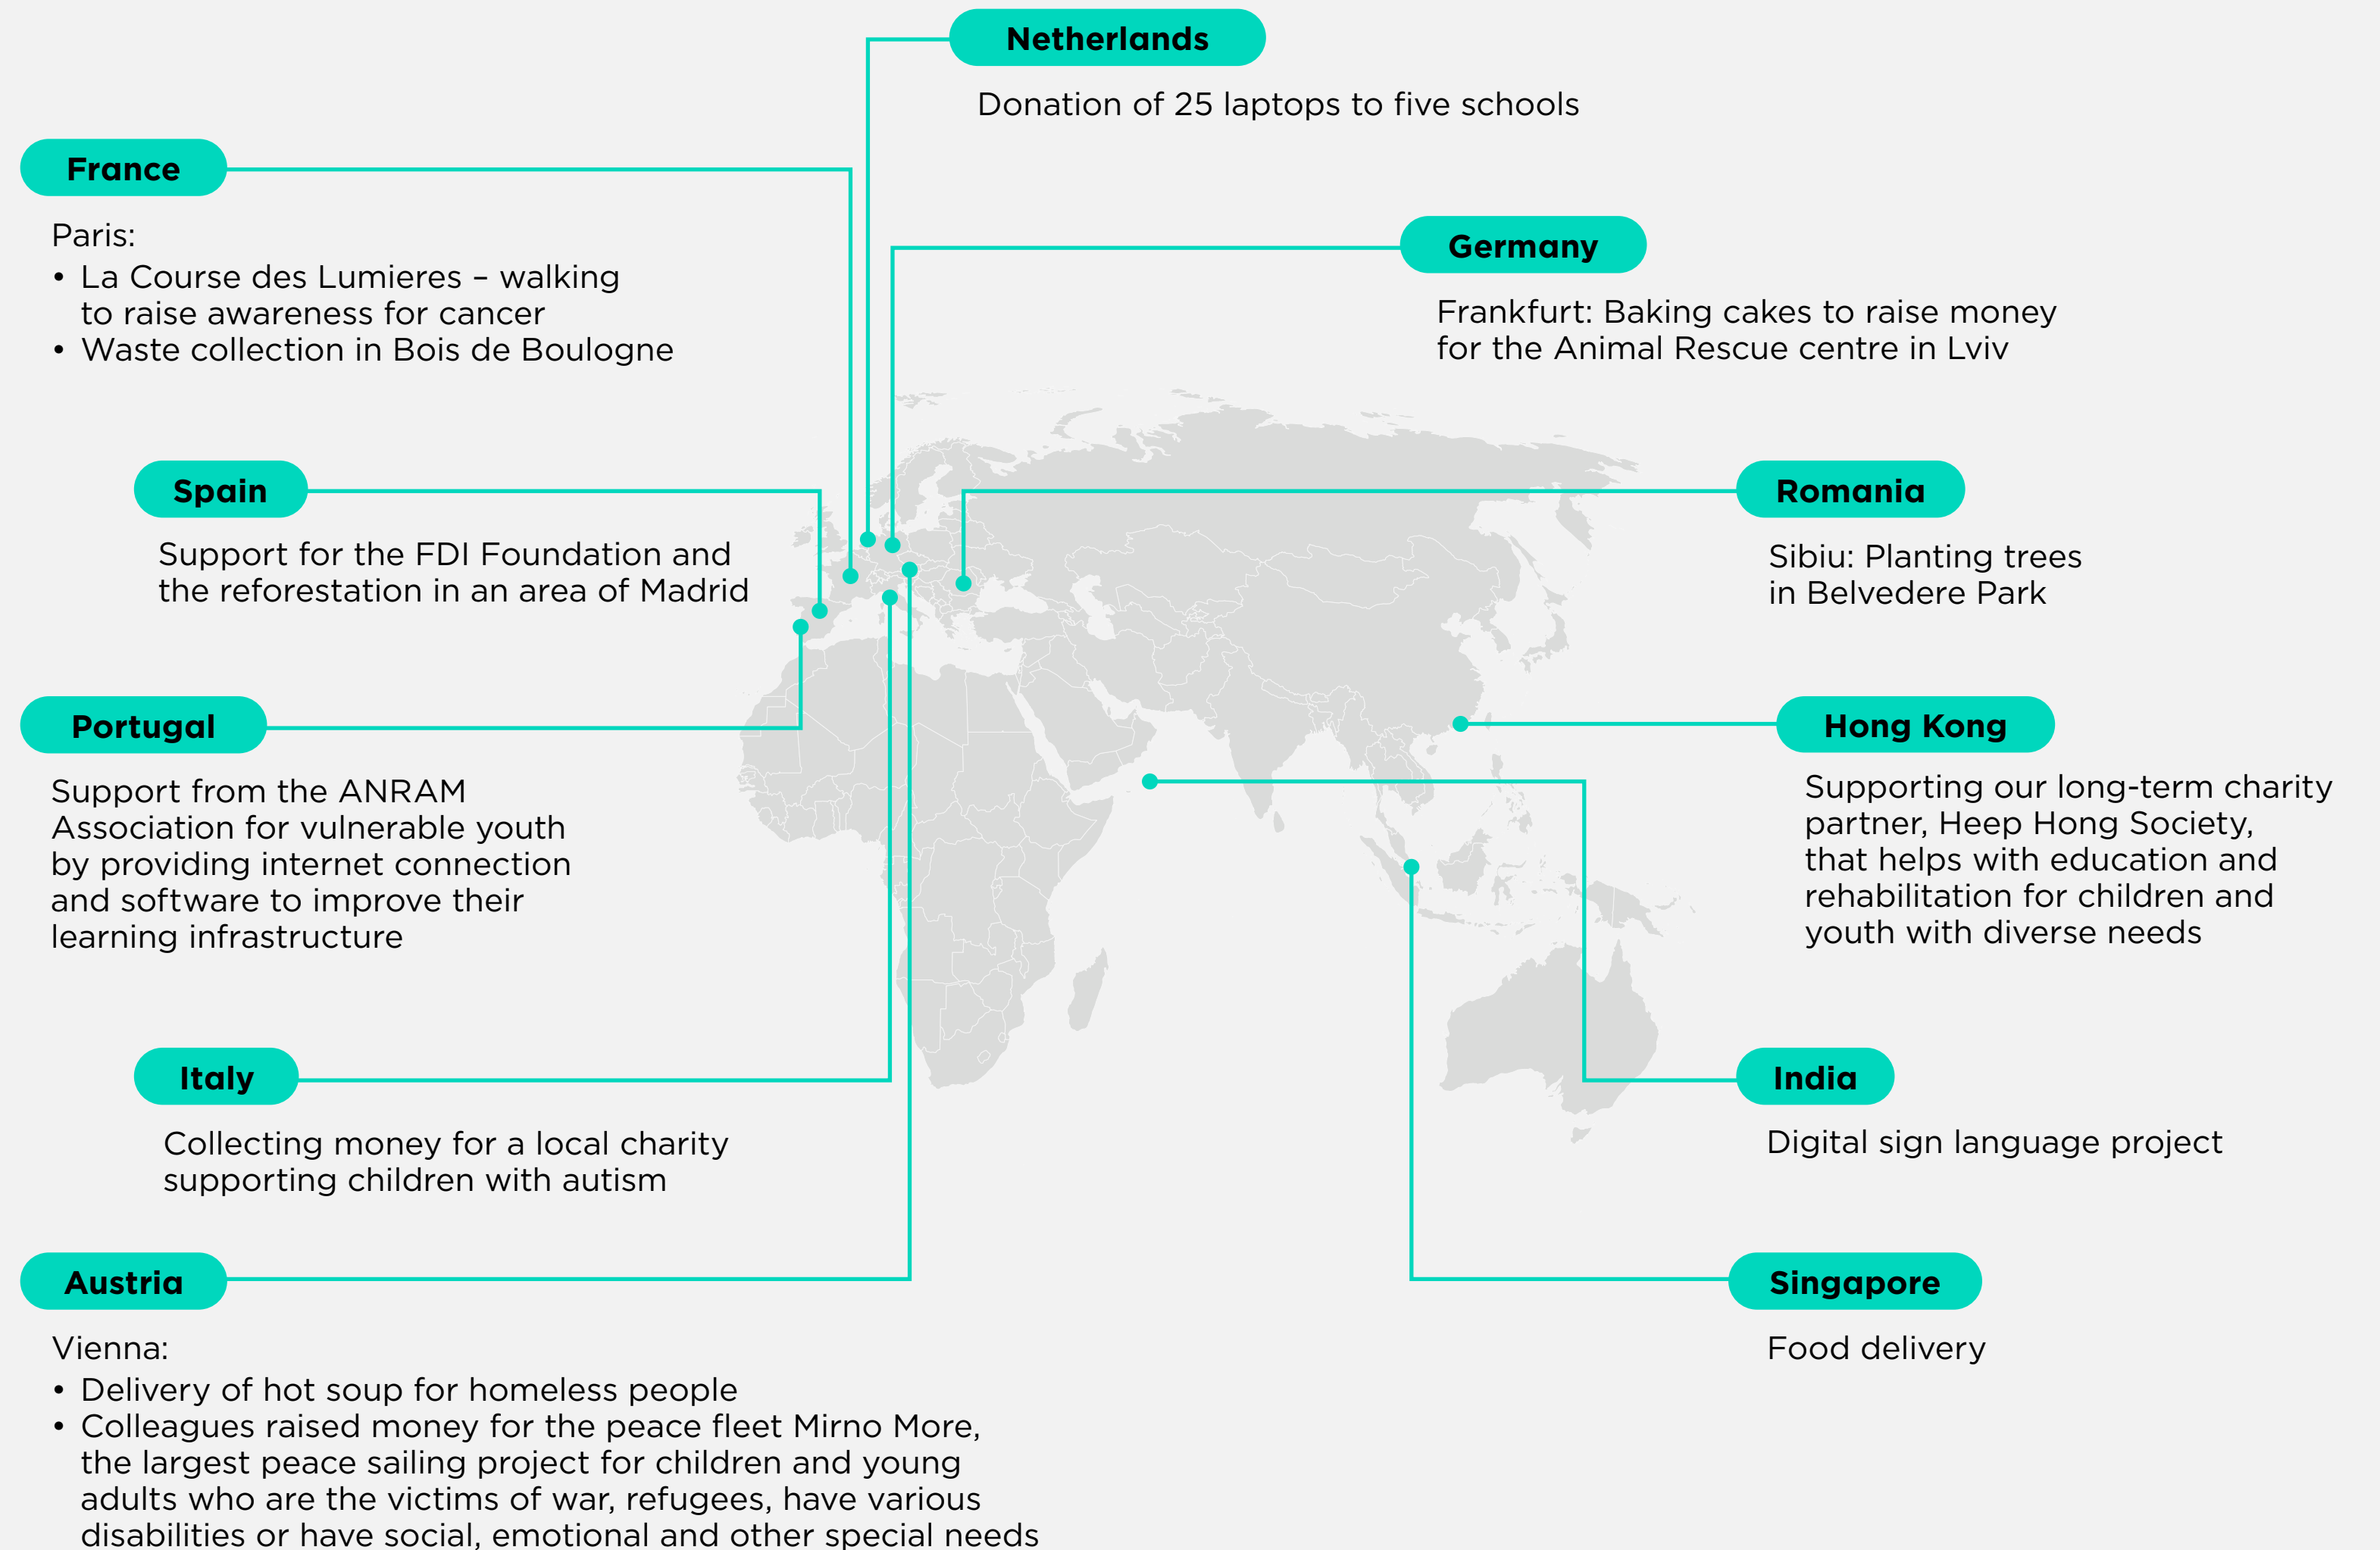 Netherlands
Donation of 25 laptops to five schools
France
Paris:
• La Course des Lumieres – walking
to raise awareness for cancer
• Waste collection in Bois de Boulogne
Germany
Frankfurt: Baking cakes to raise money
for the Animal Rescue centre in Lviv
Spain
Support for the FDI Foundation and
the reforestation in an area of Madrid
Romania
Sibiu: Planting trees
in Belvedere Park
Portugal
Support from the ANRAM
Association for vulnerable youth
by providing internet connection
and software to improve their
learning infrastructure
Hong Kong
Supporting our long-term charity
partner, Heep Hong Society,
that helps with education and
rehabilitation for children and
youth with diverse needs
Italy
Collecting money for a local charity
supporting children with autism
India
Digital sign language project
Austria
Vienna:
• Delivery of hot soup for homeless people
• Colleagues raised money for the peace fleet Mirno More,
the largest peace sailing project for children and young
adults who are the victims of war, refugees, have various
disabilities or have social, emotional and other special needs
Singapore
Food delivery